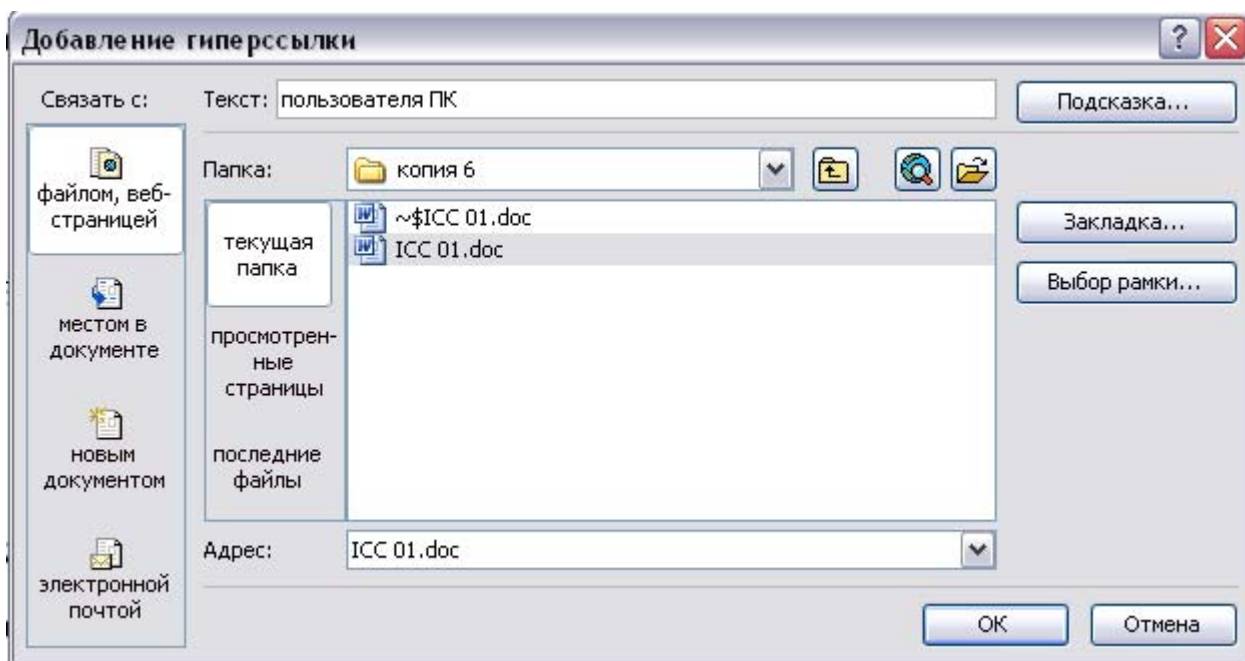 Добавление гиперссылки
Связать с:
Текст: пользователя ПК
Подсказка...
файлом, веб-
страницей
Папка: копия 6
текущая
папка
~$ICC 01.doc
ICC 01.doc
Закладка...
Выбор рамки...
местом в
документе
просмотрен-
ные
страницы
новым
документом
последние
файлы
Адрес: ICC 01.doc
электронной
почтой
ОК
Отмена